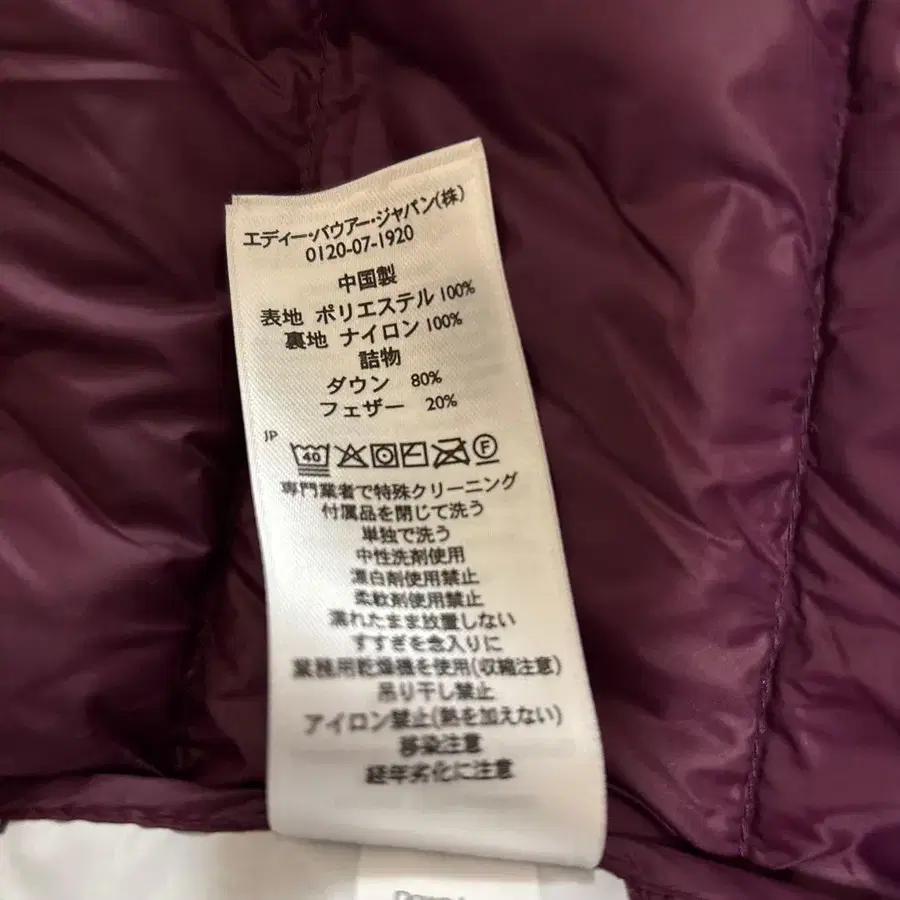 エディー・バウアー・ジャパン(株)
0120-07-1920
中国製
表地 ポリエステル 100%
裏地 ナイロン 100%
詰物
ダウン 80%
フェザー 20%
JP
40 F
専門業者で特殊クリーニング
付属品を閉じて洗う
単独で洗う
中性洗剤使用
漂白剤使用禁止
柔軟剤使用禁止
濡れたまま放置しない
すすぎを念入りに
業務用乾燥機を使用(収縮注意)
吊り干し禁止
アイロン禁止(熱を加えない)
移染注意
経年劣化に注意